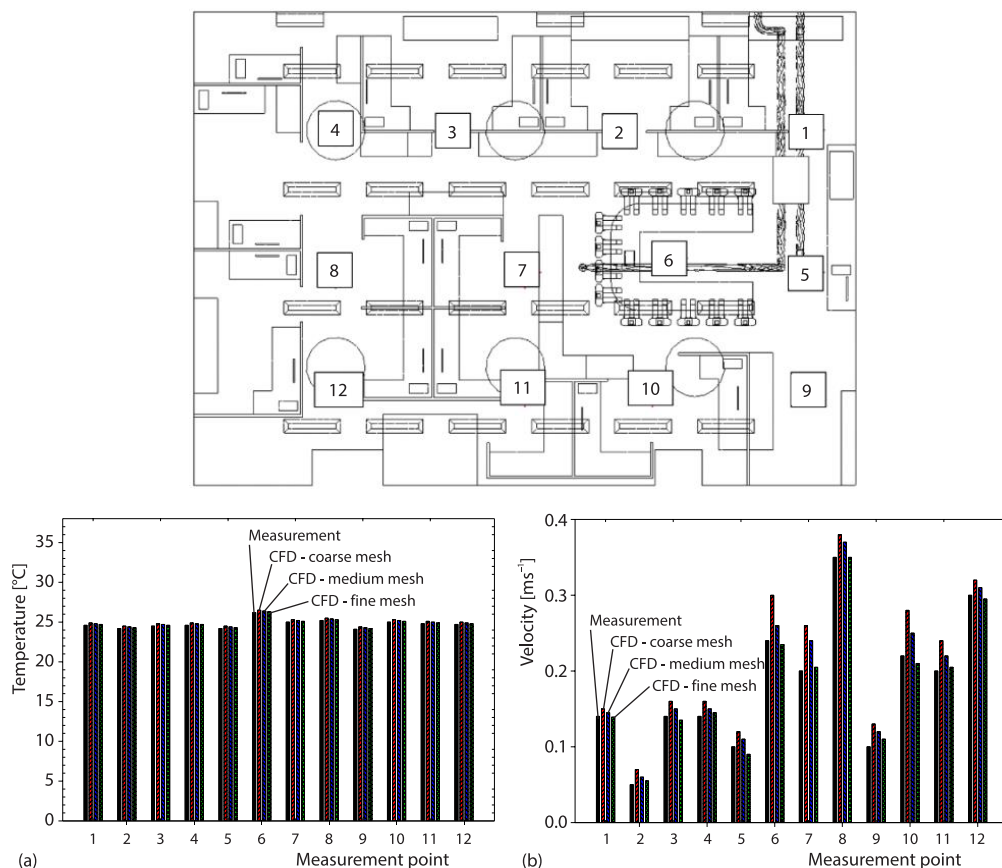 4
3
2
1
8
7
6
5
12
11
10
9
35
30
25
20
15
10
5
0
Temperature [°C]
Measurement
CFD - coarse mesh
CFD - medium mesh
CFD - fine mesh
1 2 3 4 5 6 7 8 9 10 11 12
(a)
Measurement point
0.4
0.3
0.2
0.1
0.0
Velocity [ms⁻¹]
Measurement
CFD - coarse mesh
CFD - medium mesh
CFD - fine mesh
1 2 3 4 5 6 7 8 9 10 11 12
(b)
Measurement point